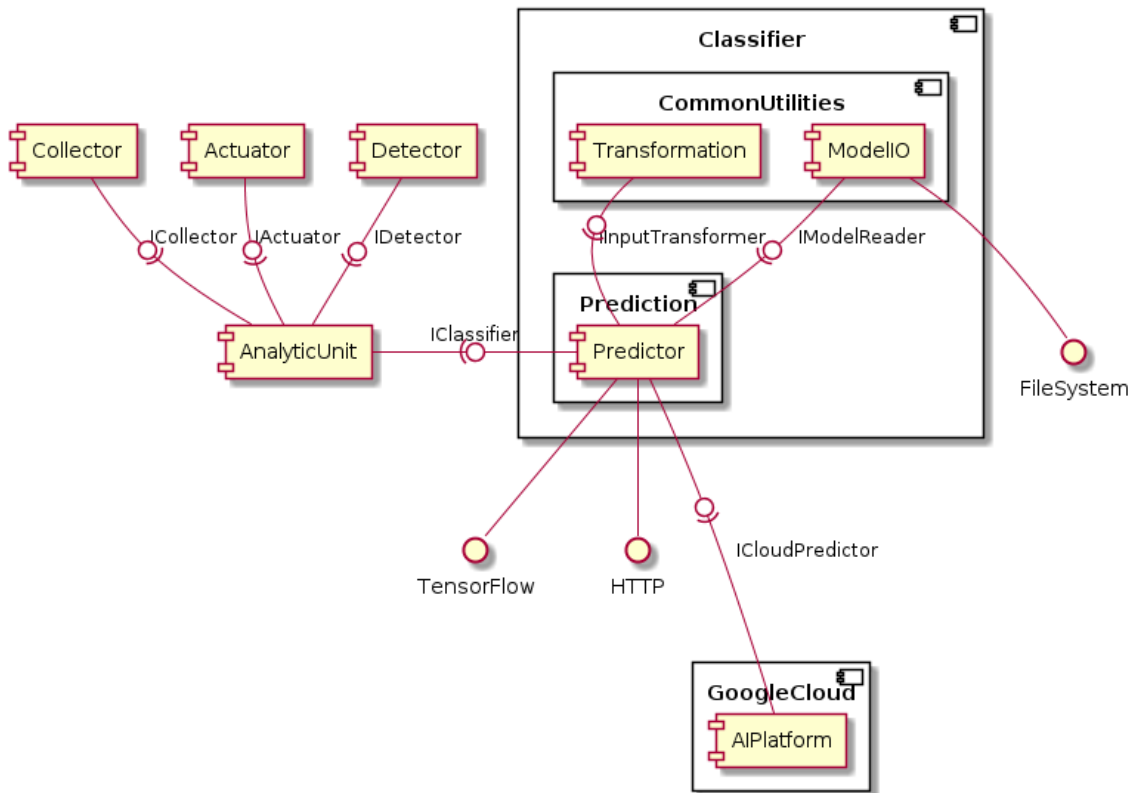 Classifier
CommonUtilities
Collector
Actuator
Detector
Transformation
ModelIO
ICollector
IActuator
IDetector
IInputTransformer
IModelReader
Prediction
IClassifier
AnalyticUnit
Predictor
FileSystem
ICloudPredictor
TensorFlow
HTTP
GoogleCloud
AIPlatform